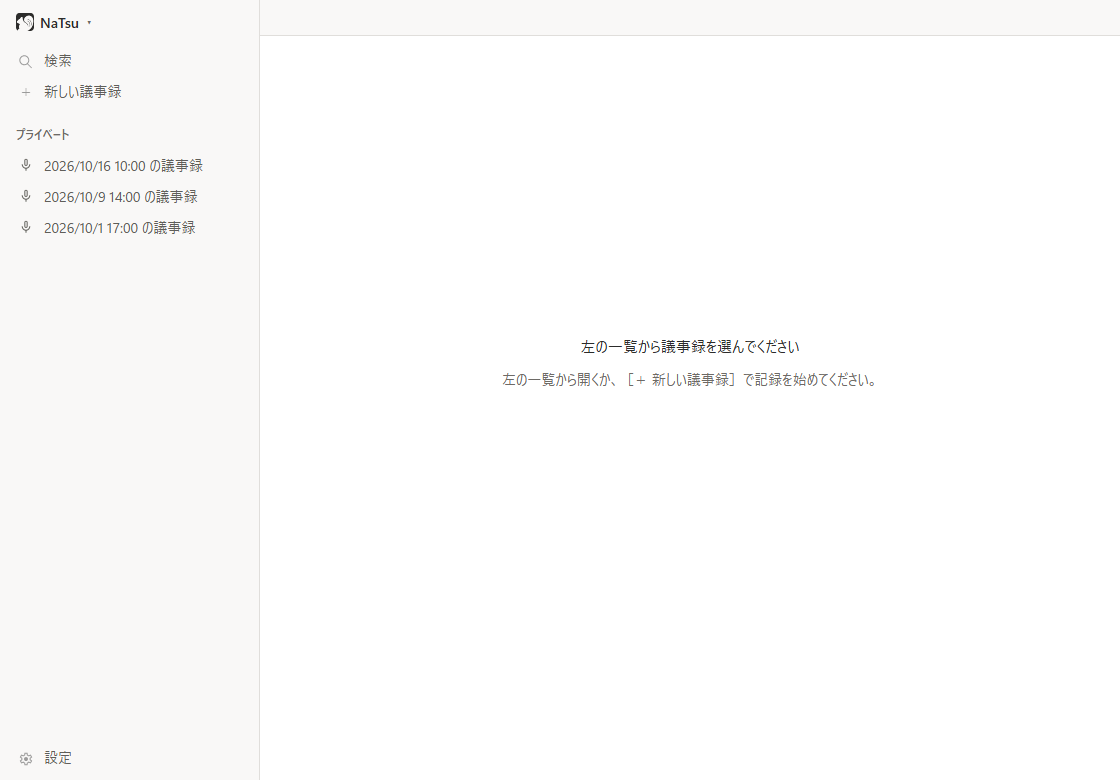 NaTsu
検索
+ 新しい議事録
プライベート
2026/10/16 10:00 の議事録
2026/10/9 14:00 の議事録
2026/10/1 17:00 の議事録
左の一覧から議事録を選んでください
左の一覧から開くか、［+ 新しい議事録］で記録を始めてください。
設定